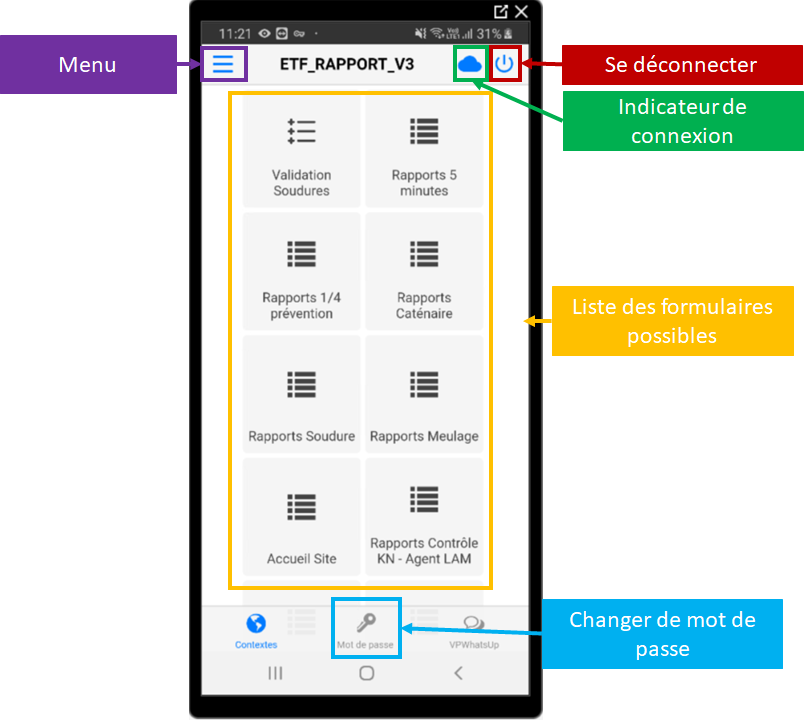 11:21
31%
Menu
ETF_RAPPORT_V3
Se déconnecter
Indicateur de
connexion
Validation
Soudures
Rapports 5
minutes
Rapports 1/4
prévention
Rapports
Caténaire
Liste des formulaires
possibles
Rapports Soudure
Rapports Meulage
Accueil Site
Rapports Contrôle
KN - Agent LAM
Contextes
Mot de passe
VPWhatsUp
Changer de mot de
passe